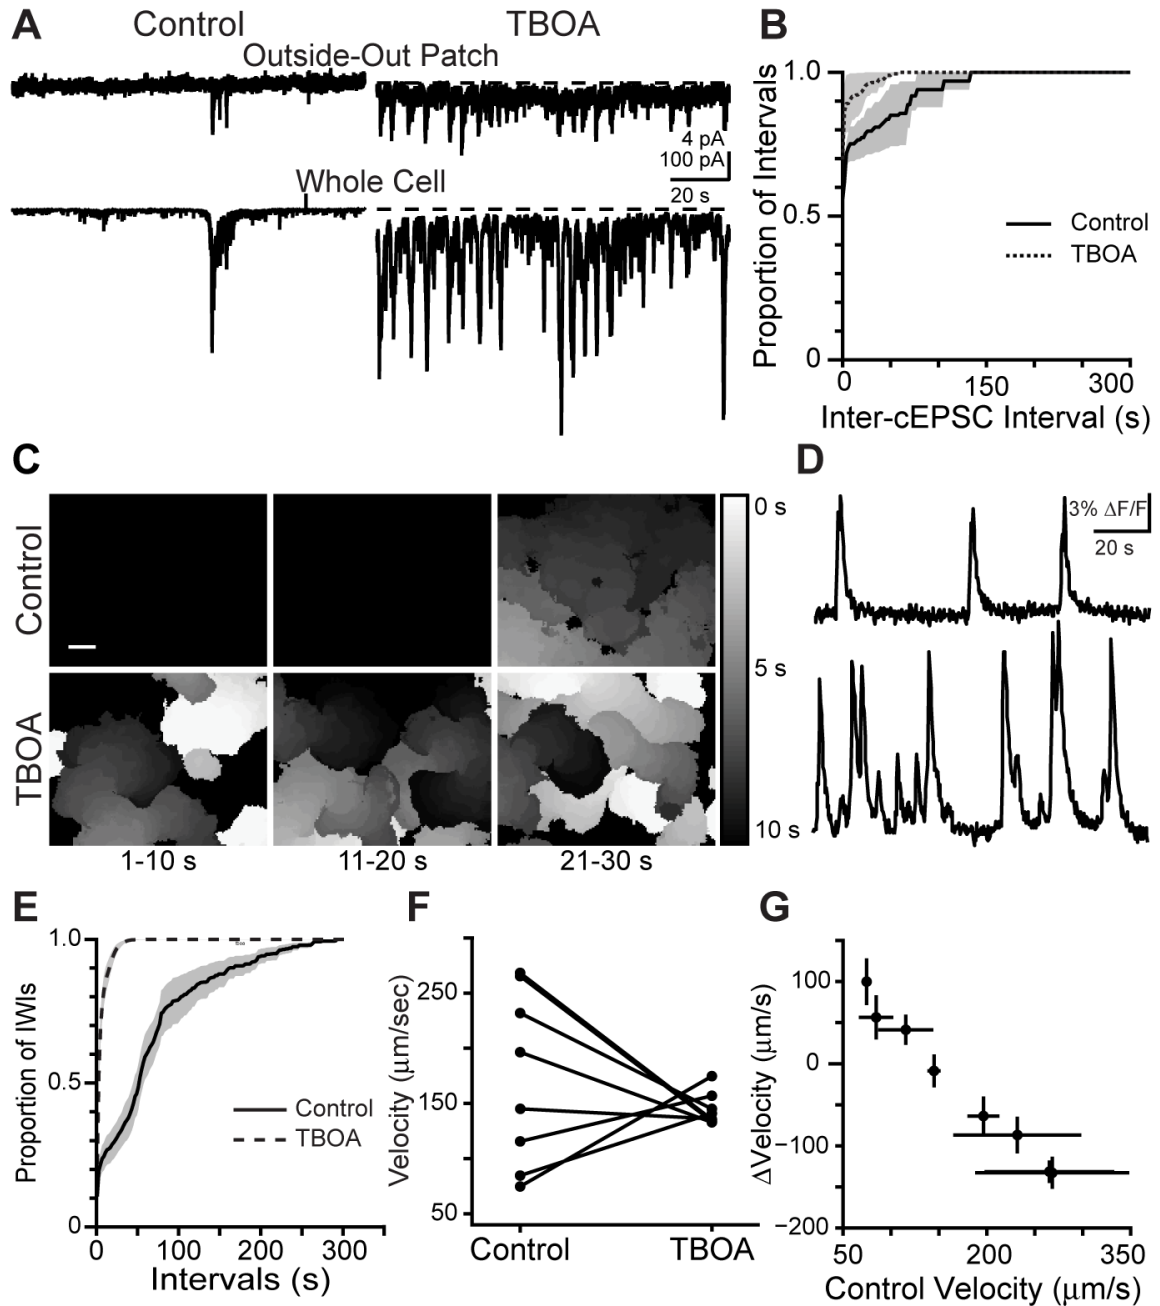 A
Control
TBOA
Outside-Out Patch
4 pA
100 pA
20 s
Whole Cell
B
Proportion of Intervals
1.0
0.5
0
Control
TBOA
0
150
300
Inter-cEPSC Interval (s)
C
Control
TBOA
1-10 s
11-20 s
21-30 s
0 s
5 s
10 s
D
3% ΔF/F
20 s
E
Proportion of IWIs
1.0
0.5
0
Control
TBOA
0
100
200
300
Intervals (s)
F
Velocity (μm/sec)
250
150
50
Control
TBOA
G
ΔVelocity (μm/s)
100
0
−100
−200
50
200
350
Control Velocity (μm/s)